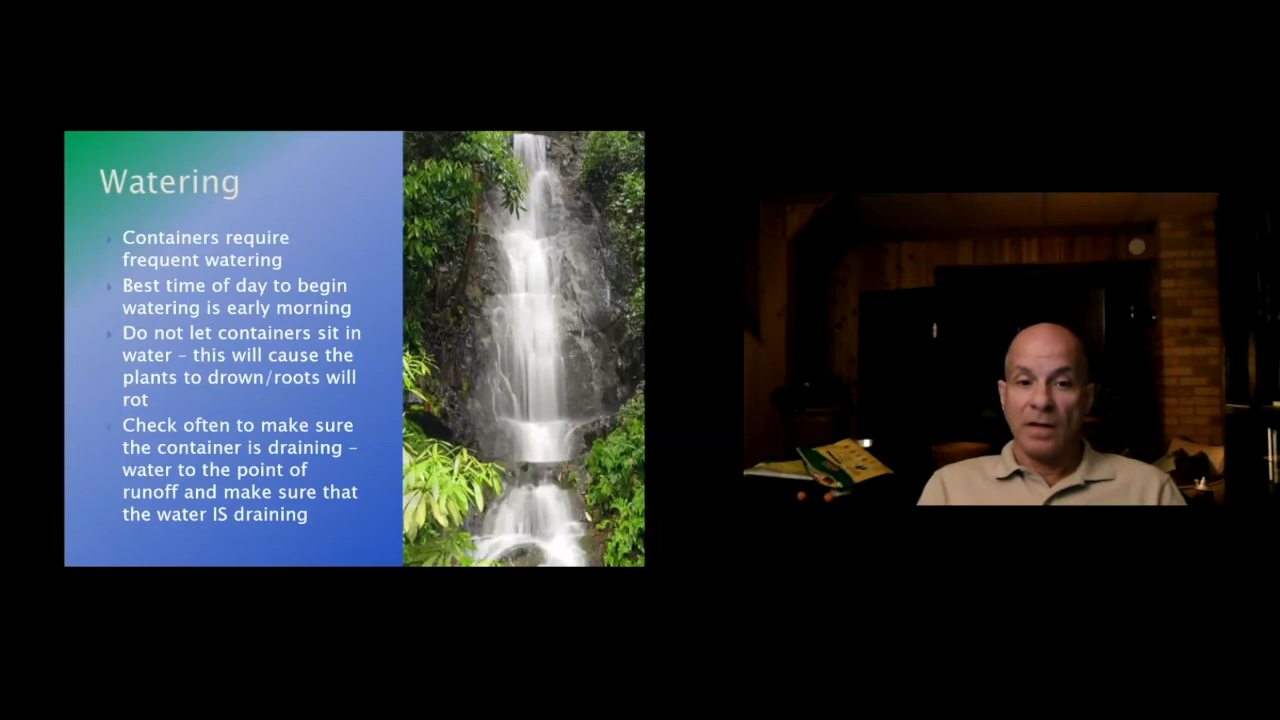 Watering
Containers require
frequent watering
Best time of day to begin
watering is early morning
Do not let containers sit in
water – this will cause the
plants to drown/roots will
rot
Check often to make sure
the container is draining –
water to the point of
runoff and make sure that
the water IS draining